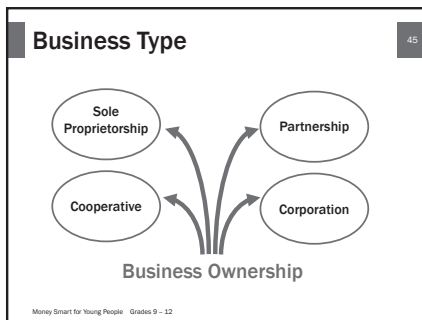 Business Type
45
Sole
Proprietorship
Partnership
Cooperative
Corporation
Business Ownership
Money Smart for Young People Grades 9 – 12